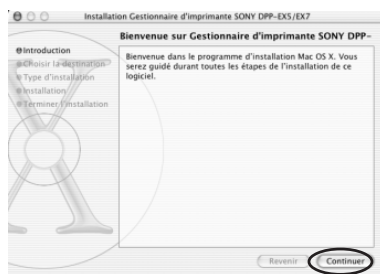 Installation Gestionnaire d'imprimante SONY DPP-EX5/EX7
Bienvenue sur Gestionnaire d'imprimante SONY DPP-
Introduction
Choisir la destination
Type d'installation
Installation
Terminer l'installation
Bienvenue dans le programme d'installation Mac OS X. Vous
serez guidé durant toutes les étapes de l'installation de ce
logiciel.
Revenir
Continuer